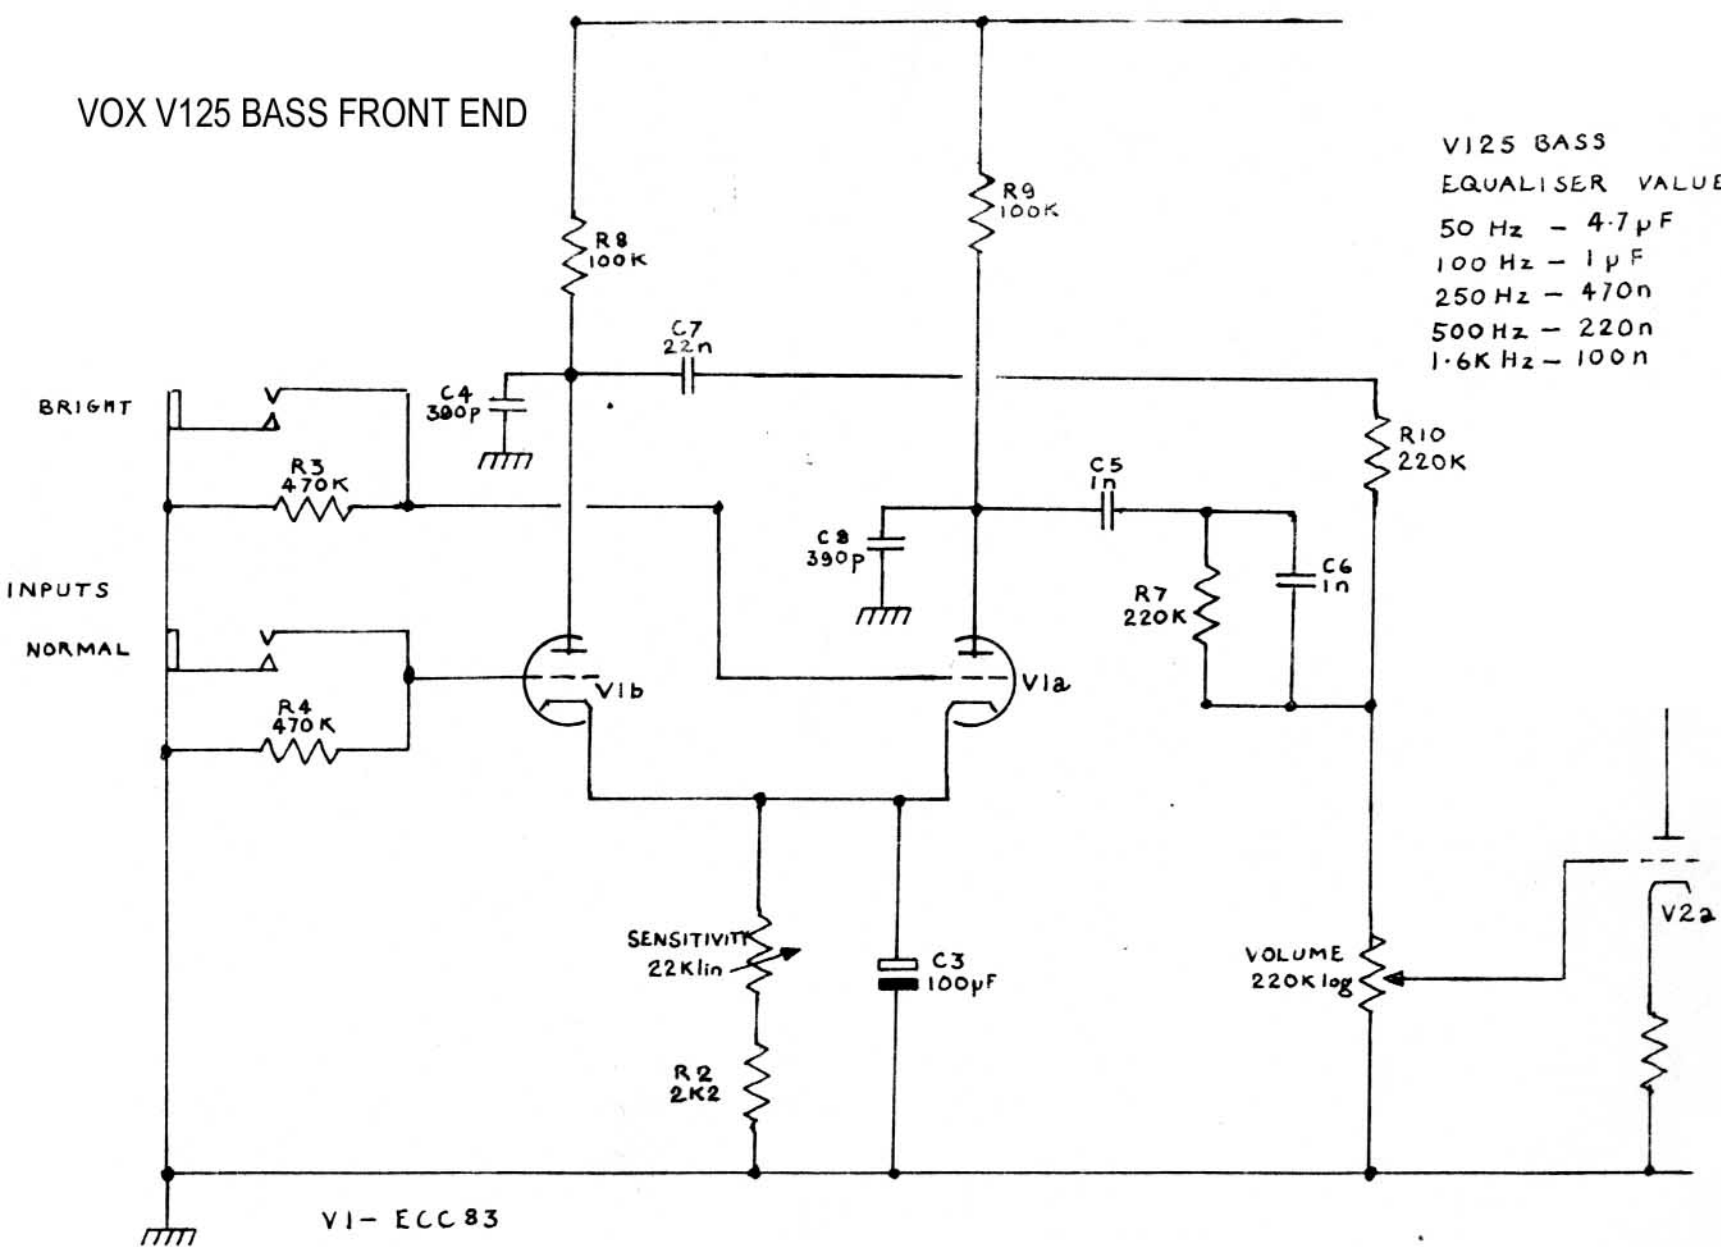 VOX V125 BASS FRONT END
V125 BASS
EQUALISER VALUE
50 Hz - 4.7µF
100 Hz - 1µF
250 Hz - 470n
500 Hz - 220n
1.6K Hz - 100n
R9
100K
R8
100K
C7
22n
C4
390p
BRIGHT
R3
470K
R10
220K
C5
1n
C8
390p
C6
1n
R7
220K
INPUTS
NORMAL
V1b
V1a
R4
470K
V2a
SENSITIVITY
22Klin
C3
100µF
VOLUME
220Klog
R2
2K2
V1- ECC83